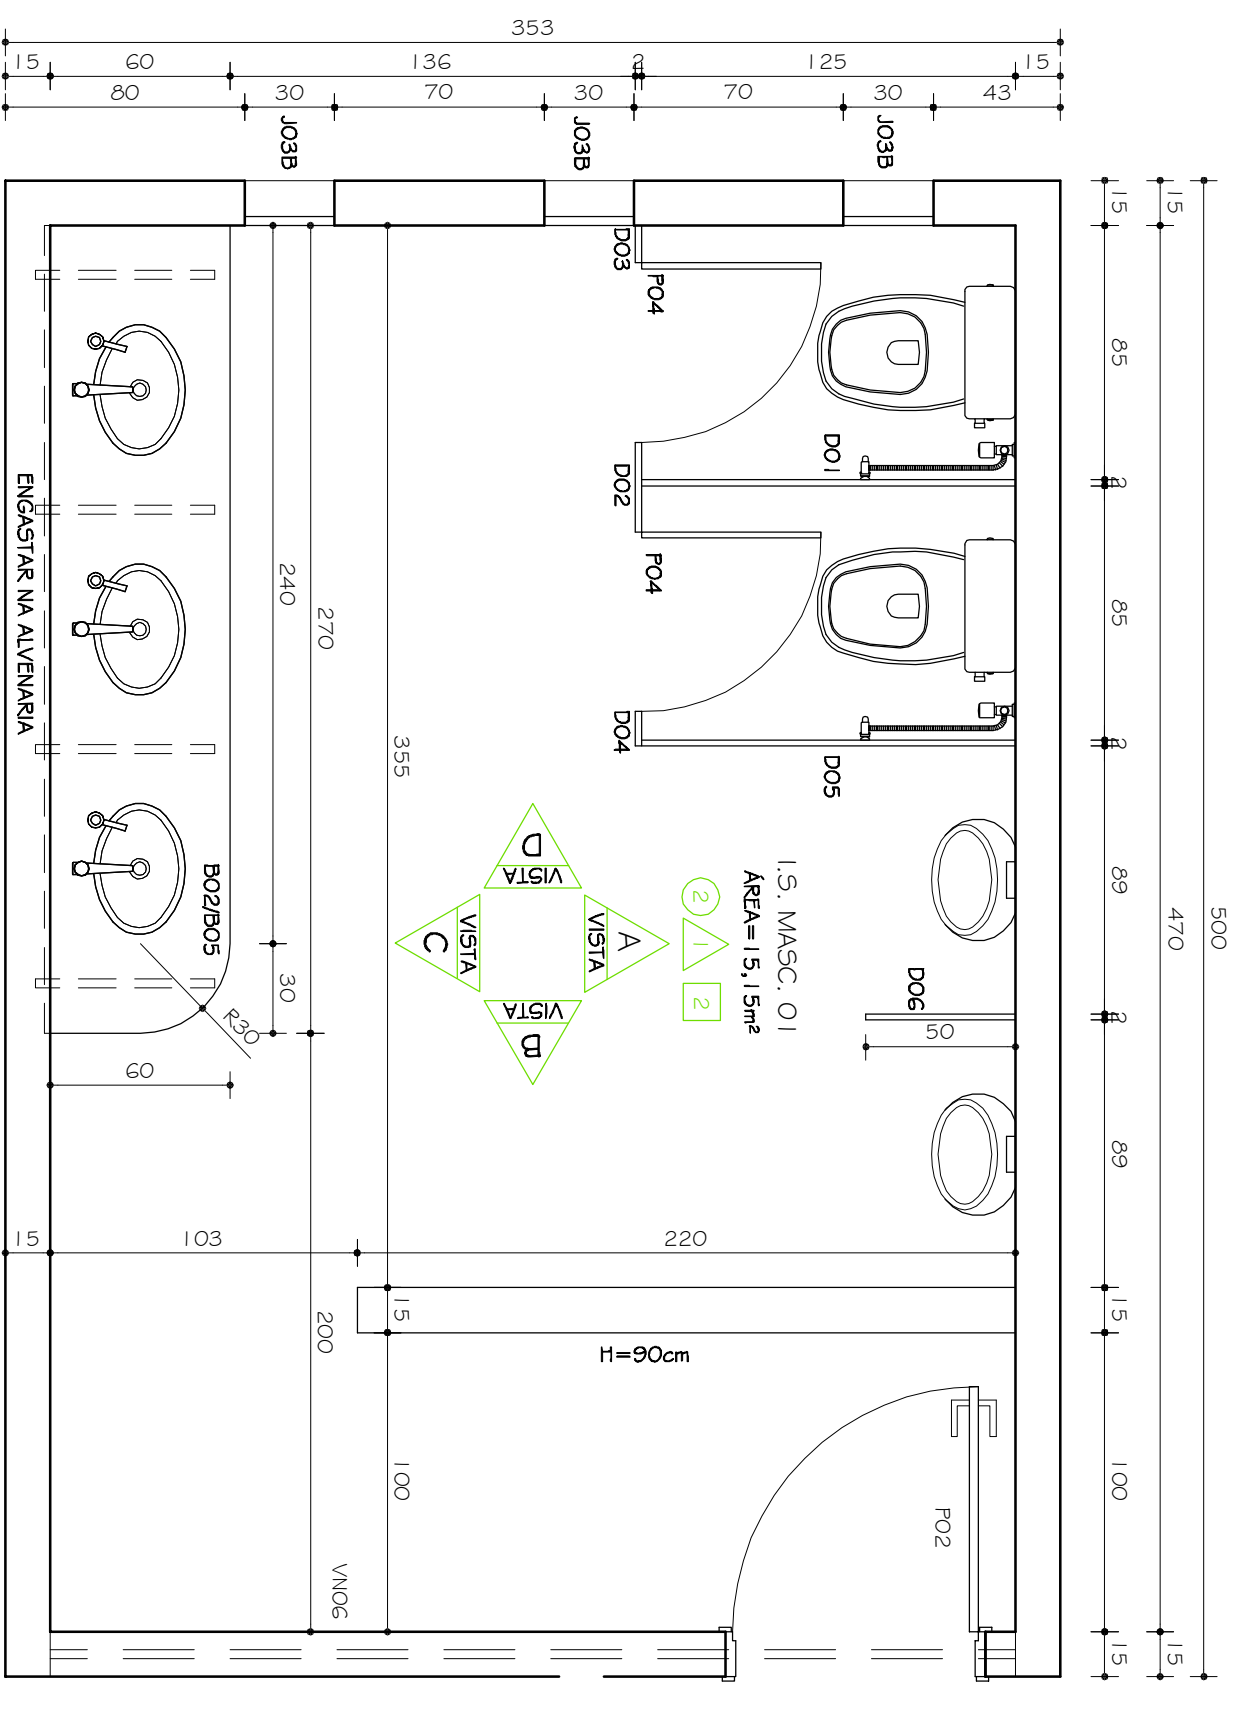 353
15 60 136 2 125 15
80 30 70 30 70 30 43
J03B J03B J03B
15 15 500
470
85
2
85
2
89
2
89
15
100
15 15
D03
P04
D01
D02
P04
D04
D05
D06
50
ENGASTAR NA ALVENARIA
240
270
355
B02/B05
30
R30
60
I.S. MASC. 01
ÁREA=15,15m²
2 1 2
A
VISTA
B
VISTA
C
VISTA
D
VISTA
15 103 220
15
200
H=90cm
100
P02
VN06